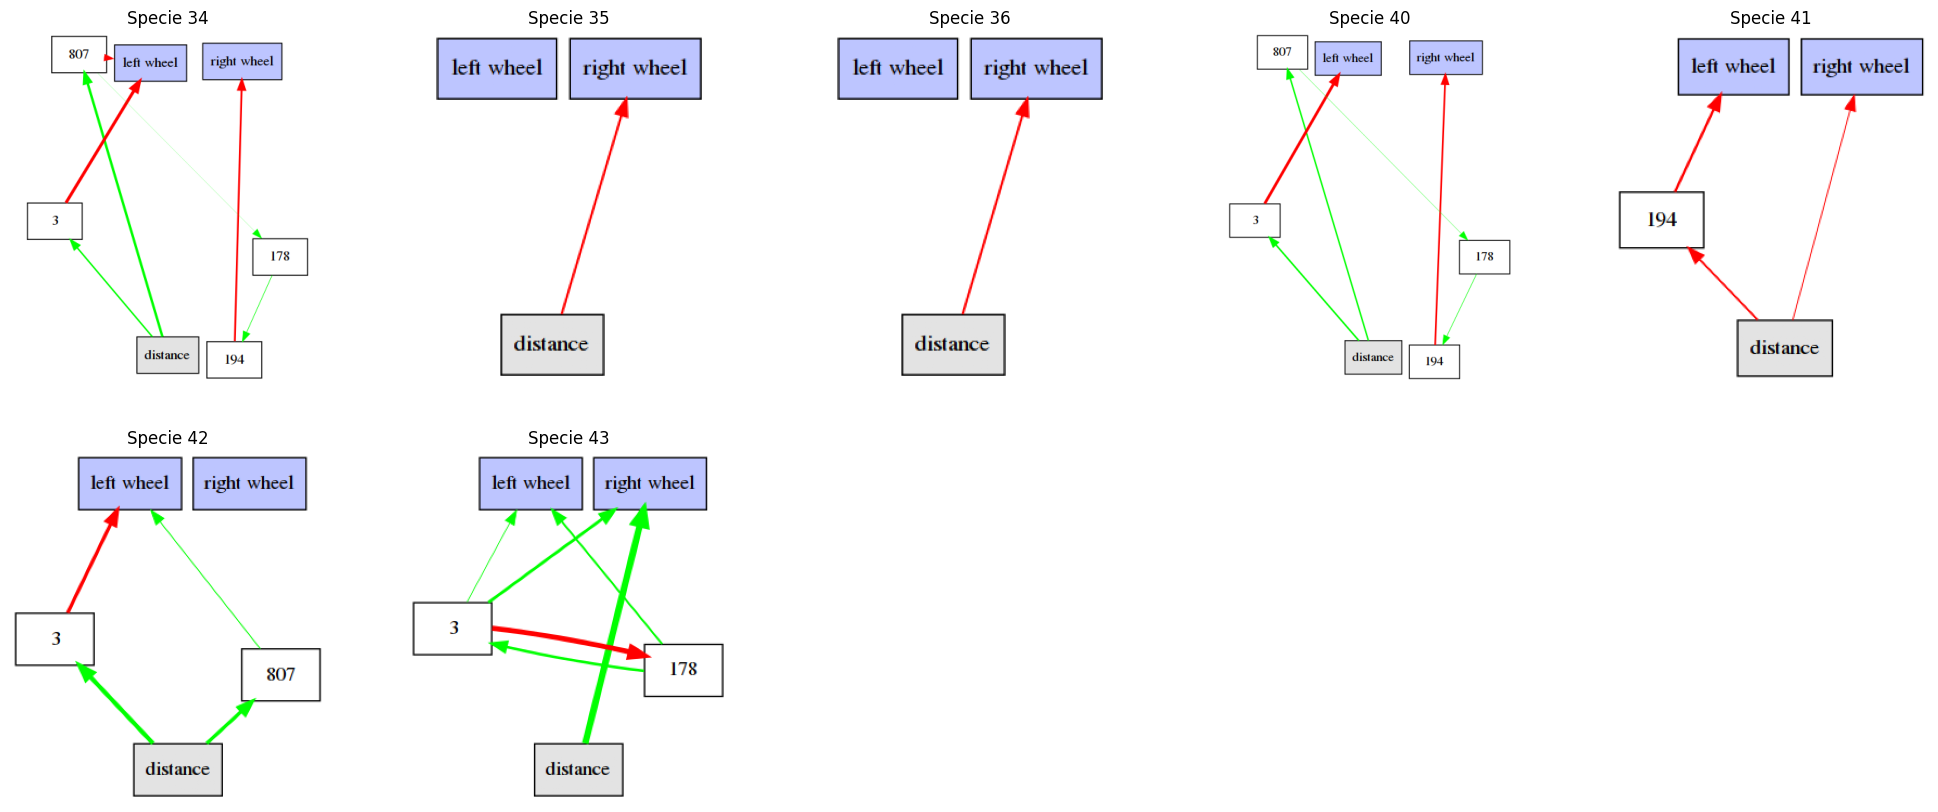 Specie 34
807
left wheel
right wheel
3
178
distance
194
Specie 35
left wheel
right wheel
distance
Specie 36
left wheel
right wheel
distance
Specie 40
807
left wheel
right wheel
3
178
distance
194
Specie 41
left wheel
right wheel
194
distance
Specie 42
left wheel
right wheel
3
807
distance
Specie 43
left wheel
right wheel
3
178
distance